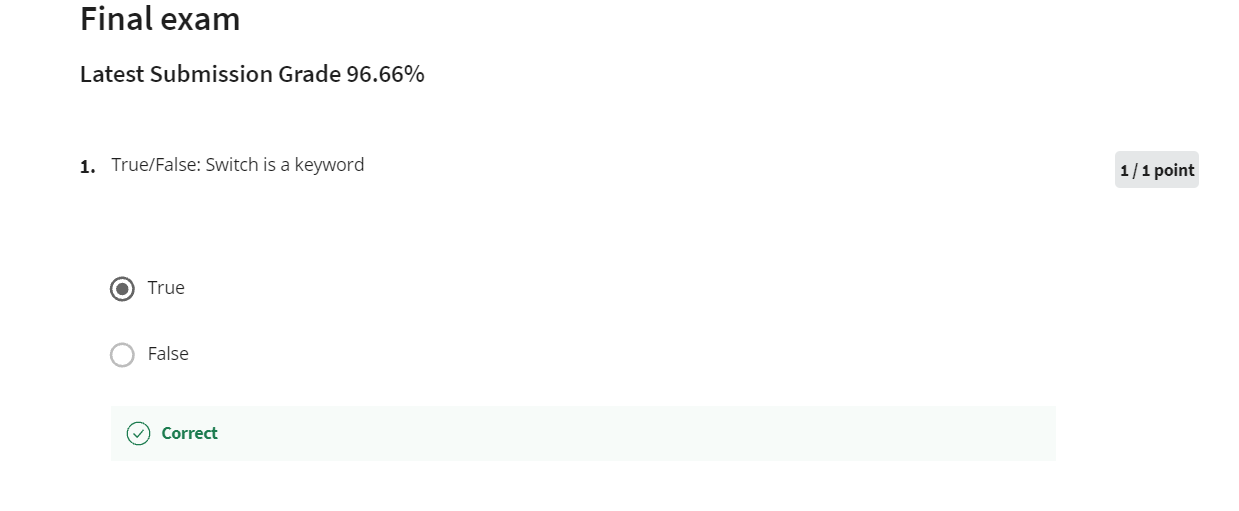 Final exam
Latest Submission Grade 96.66%
1. True/False: Switch is a keyword
1 / 1 point
True
False
Correct